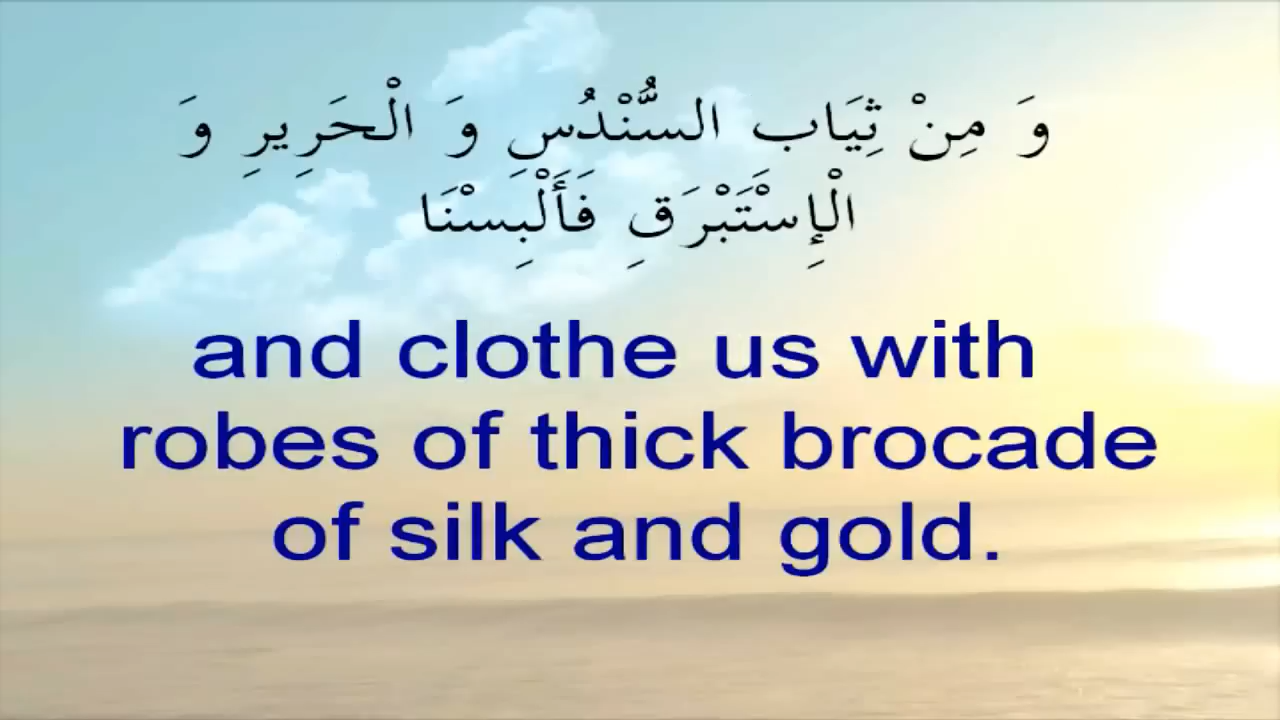 وَ مِنْ ثِيَاب السُّنْدُسِ وَ الْحَرِيرِ وَ
الْإِسْتَبْرَقِ فَأَلْبِسْنَا
and clothe us with
robes of thick brocade
of silk and gold.